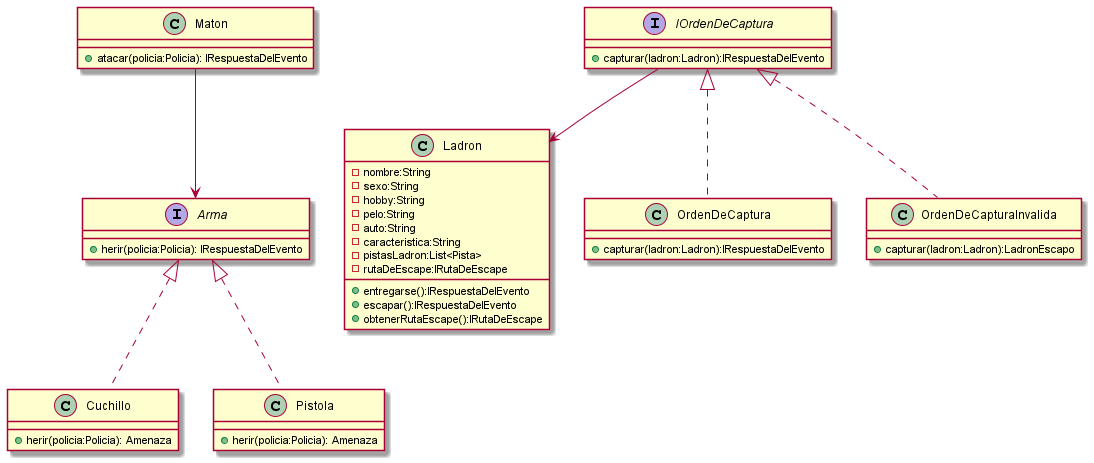 C Maton
atacar(policia:Policia): IRespuestaDelEvento
I Arma
herir(policia:Policia): IRespuestaDelEvento
C Cuchillo
herir(policia:Policia): Amenaza
C Pistola
herir(policia:Policia): Amenaza
I IOrdenDeCaptura
capturar(ladron:Ladron):IRespuestaDelEvento
C Ladron
nombre:String
sexo:String
hobby:String
pelo:String
auto:String
caracteristica:String
pistasLadron:List<Pista>
rutaDeEscape:IRutaDeEscape
entregarse():IRespuestaDelEvento
escapar():IRespuestaDelEvento
obtenerRutaEscape():IRutaDeEscape
C OrdenDeCaptura
capturar(ladron:Ladron):IRespuestaDelEvento
C OrdenDeCapturaInvalida
capturar(ladron:Ladron):LadronEscapo